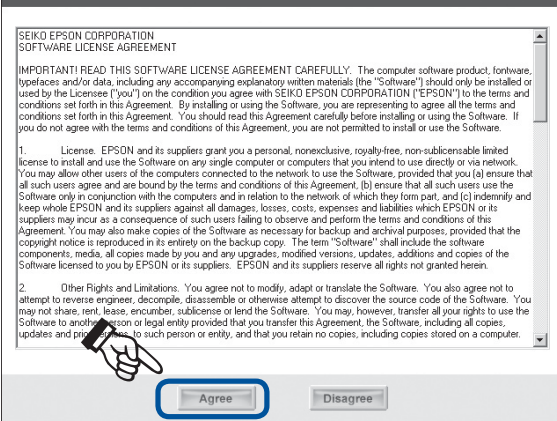 SEIKO EPSON CORPORATION
SOFTWARE LICENSE AGREEMENT
IMPORTANT! READ THIS SOFTWARE LICENSE AGREEMENT CAREFULLY. The computer software product, fontware,
typefaces and/or data, including any accompanying explanatory written materials (the "Software") should only be installed or
used by the Licensee ("you") on the condition you agree with SEIKO EPSON CORPORATION ("EPSON") to the terms and
conditions set forth in this Agreement. By installing or using the Software, you are representing to agree all the terms and
conditions set forth in this Agreement. You should read this Agreement carefully before installing or using the Software. If
you do not agree with the terms and conditions of this Agreement, you are not permitted to install or use the Software.
1. License. EPSON and its suppliers grant you a personal, nonexclusive, royalty-free, non-sublicensable limited
license to install and use the Software on any single computer or computers that you intend to use directly or via network.
You may allow other users of the computers connected to the network to use the Software, provided that you (a) ensure that
all such users agree and are bound by the terms and conditions of this Agreement, (b) ensure that all such users use the
Software only in conjunction with the computers and in relation to the network of which they form part, and (c) indemnify and
keep whole EPSON and its suppliers against all damages, losses, costs, expenses and liabilities which EPSON or its
suppliers may incur as a consequence of such users failing to observe and perform the terms and conditions of this
Agreement. You may also make copies of the Software as necessary for backup and archival purposes, provided that the
copyright notice is reproduced in its entirety on the backup copy. The term "Software" shall include the software
components, media, all copies made by you and any upgrades, modified versions, updates, additions and copies of the
Software licensed to you by EPSON or its suppliers. EPSON and its suppliers reserve all rights not granted herein.
2. Other Rights and Limitations. You agree not to modify, adapt or translate the Software. You also agree not to
attempt to reverse engineer, decompile, disassemble or otherwise attempt to discover the source code of the Software. You
may not share, rent, lease, encumber, sublicense or lend the Software. You may, however, transfer all your rights to use the
Software to another person or legal entity provided that you transfer this Agreement, the Software, including all copies,
updates and prior to such person or entity, and that you retain no copies, including copies stored on a computer.
Agree Disagree